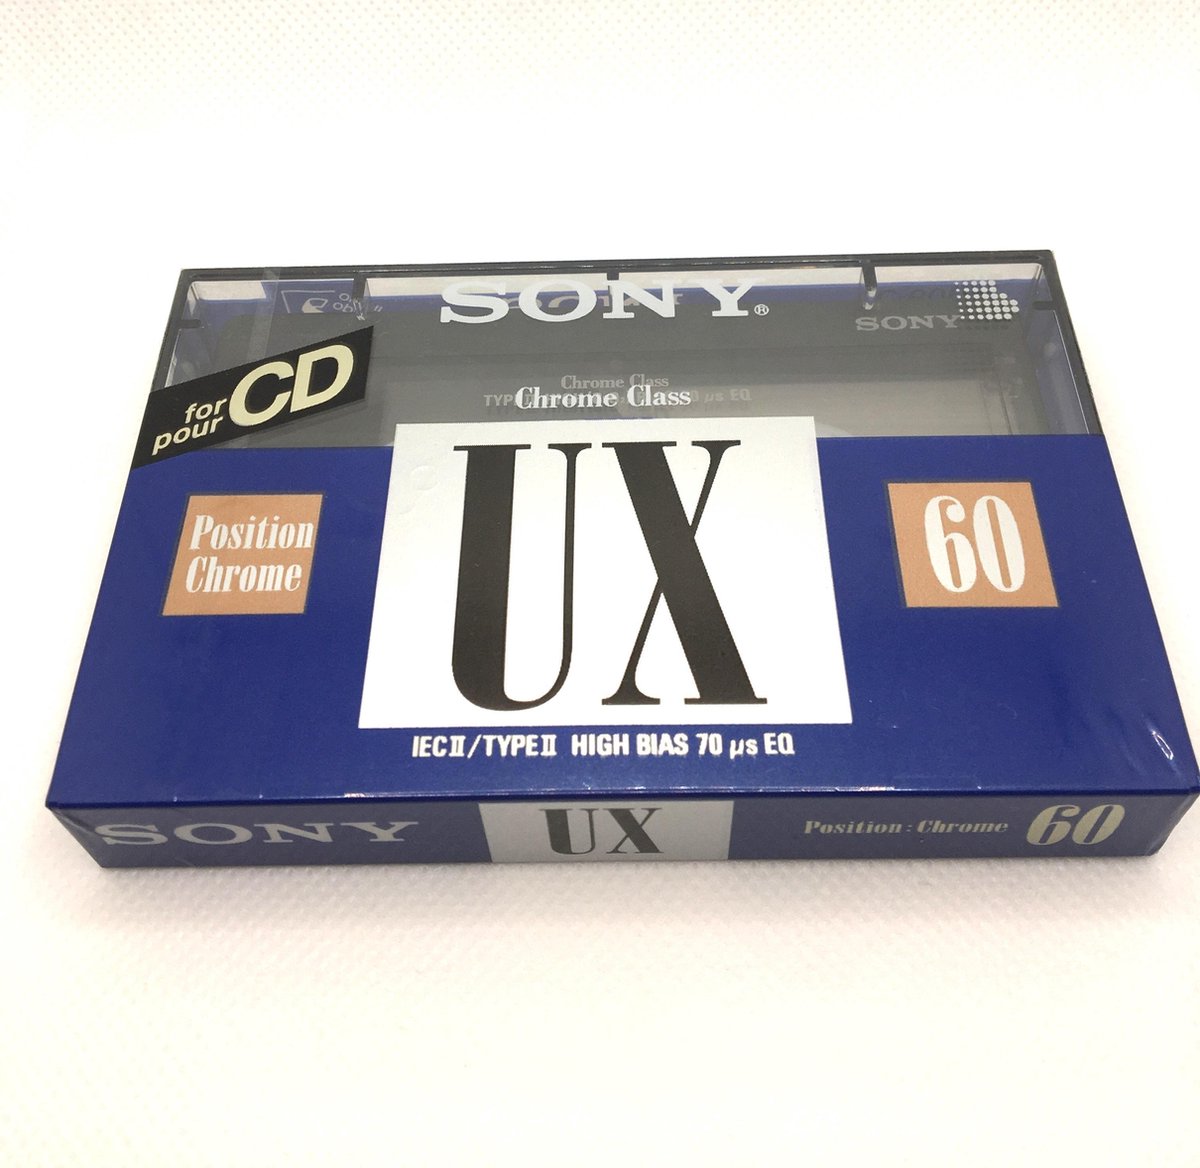 SONY®
SONY
for
pour
CD
Chrome Class
Chrome Class
UX
Position
Chrome
60
IECII/TYPEII HIGH BIAS 70 µs EQ
SONY UX Position : Chrome 60